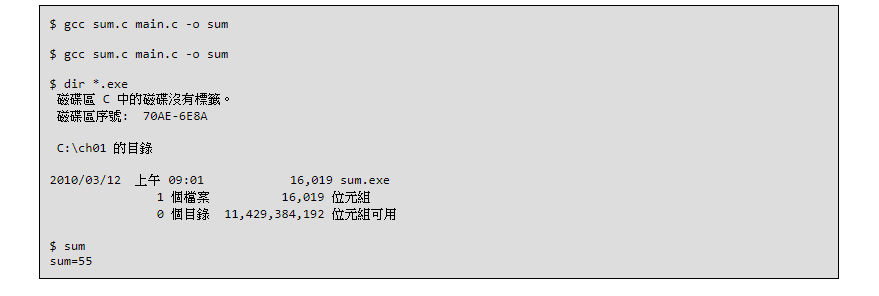 $ gcc sum.c main.c -o sum
$ gcc sum.c main.c -o sum
$ dir *.exe
磁碟區 C 中的磁碟沒有標籤。
磁碟區序號: 70AE-6E8A
C:\ch01 的目錄
2010/03/12 上午 09:01 16,019 sum.exe
1 個檔案 16,019 位元組
0 個目錄 11,429,384,192 位元組可用
$ sum
sum=55